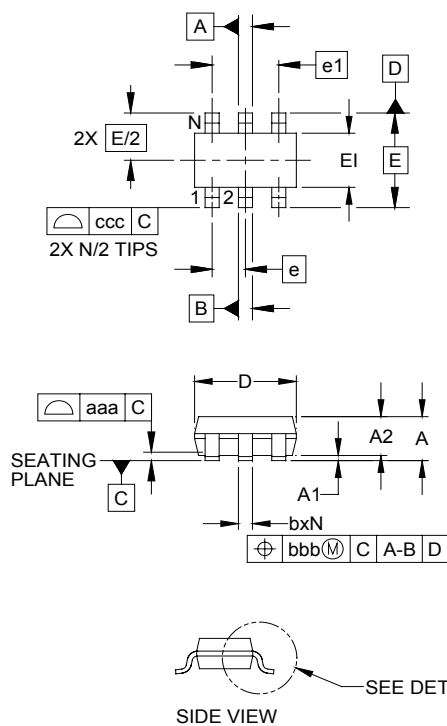 A
e1
D
N
2X E/2
EI
E
1 2
⌓ ccc C
2X N/2 TIPS
e
B
D
⌓ aaa C
A2
A
SEATING
PLANE
C
A1
bxN
⌖ bbb Ⓜ C A-B D
SEE DET
SIDE VIEW